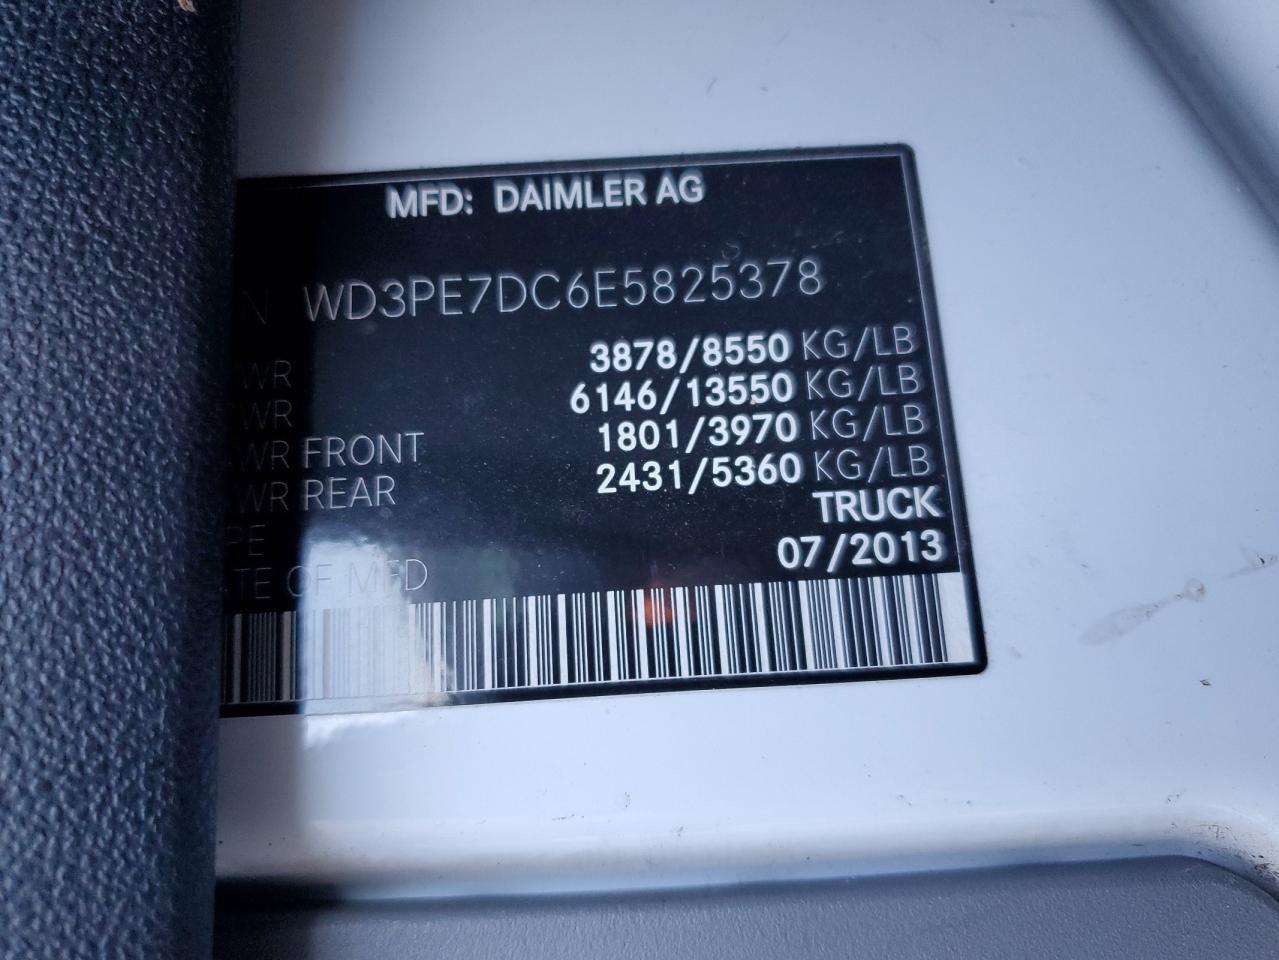 MFD: DAIMLER AG
N WD3PE7DC6E5825378
WR 3878/8550 KG/LB
WR 6146/13550 KG/LB
WR FRONT 1801/3970 KG/LB
WR REAR 2431/5360 KG/LB
PE TRUCK
TE OF MFD 07/2013